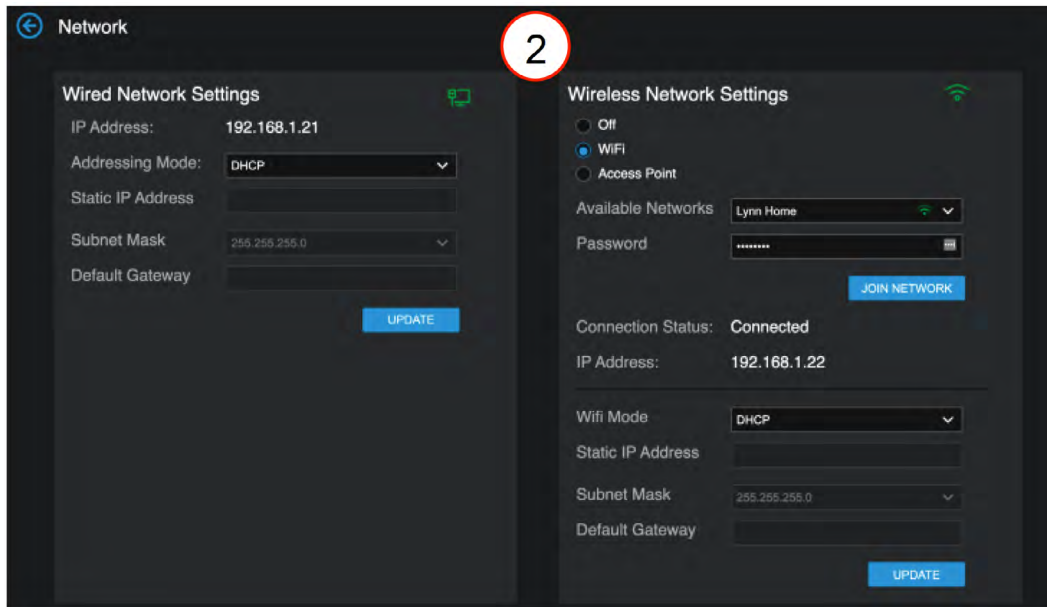 Network
2
Wired Network Settings
IP Address: 192.168.1.21
Addressing Mode: DHCP
Static IP Address
Subnet Mask 255.255.255.0
Default Gateway
UPDATE
Wireless Network Settings
Off
WiFi
Access Point
Available Networks Lynn Home
Password ••••••••
JOIN NETWORK
Connection Status: Connected
IP Address: 192.168.1.22
Wifi Mode DHCP
Static IP Address
Subnet Mask 255.255.255.0
Default Gateway
UPDATE